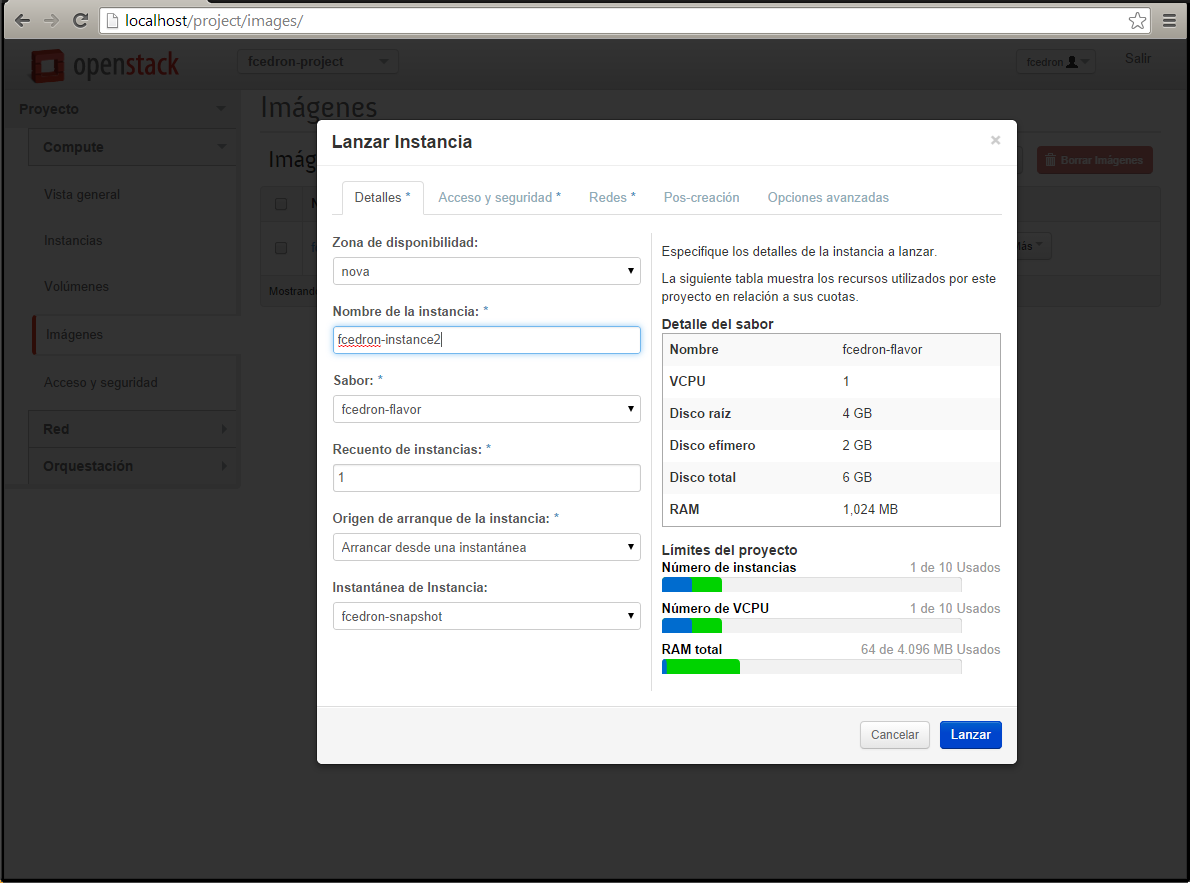 localhost/project/images/
openstack
fcedron-project
fcedron
Salir
Proyecto
Compute
Vista general
Instancias
Volúmenes
Imágenes
Acceso y seguridad
Red
Orquestación
Imágenes
Borrar Imágenes
Mostrand
Lanzar Instancia
×
Detalles * Acceso y seguridad * Redes * Pos-creación Opciones avanzadas
Zona de disponibilidad:
nova
Nombre de la instancia: *
fcedron-instance2
Sabor: *
fcedron-flavor
Recuento de instancias: *
1
Origen de arranque de la instancia: *
Arrancar desde una instantánea
Instantánea de Instancia:
fcedron-snapshot
Especifique los detalles de la instancia a lanzar.
La siguiente tabla muestra los recursos utilizados por este
proyecto en relación a sus cuotas.
Detalle del sabor
Nombre fcedron-flavor
VCPU 1
Disco raíz 4 GB
Disco efímero 2 GB
Disco total 6 GB
RAM 1,024 MB
Límites del proyecto
Número de instancias 1 de 10 Usados
Número de VCPU 1 de 10 Usados
RAM total 64 de 4.096 MB Usados
Cancelar Lanzar